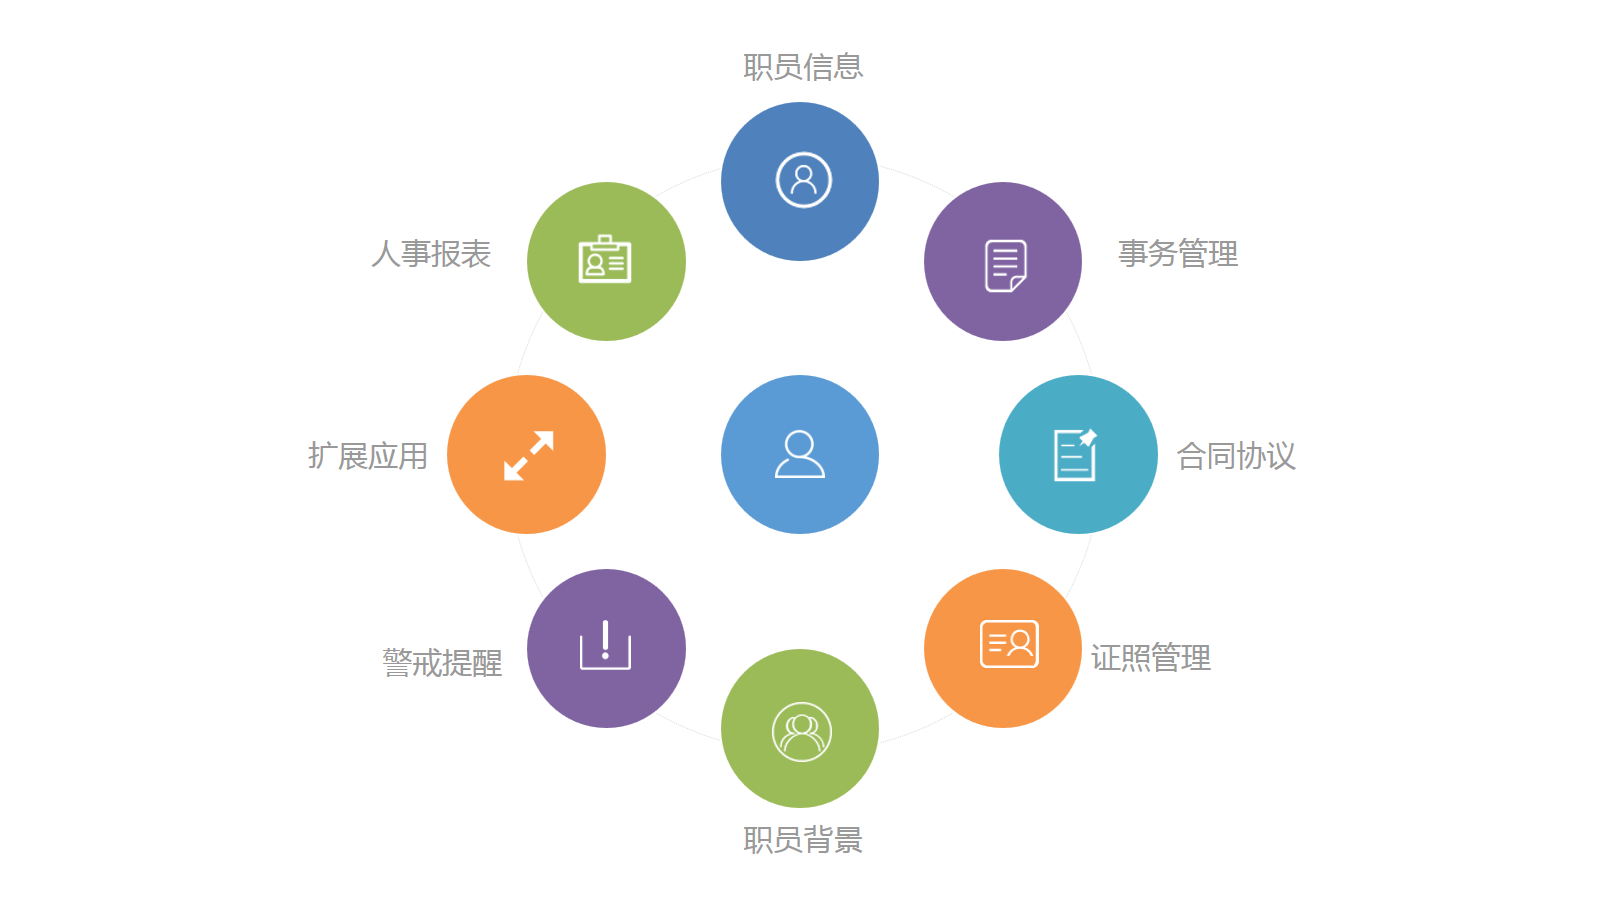 职员信息
人事报表
事务管理
扩展应用
合同协议
警戒提醒
证照管理
职员背景